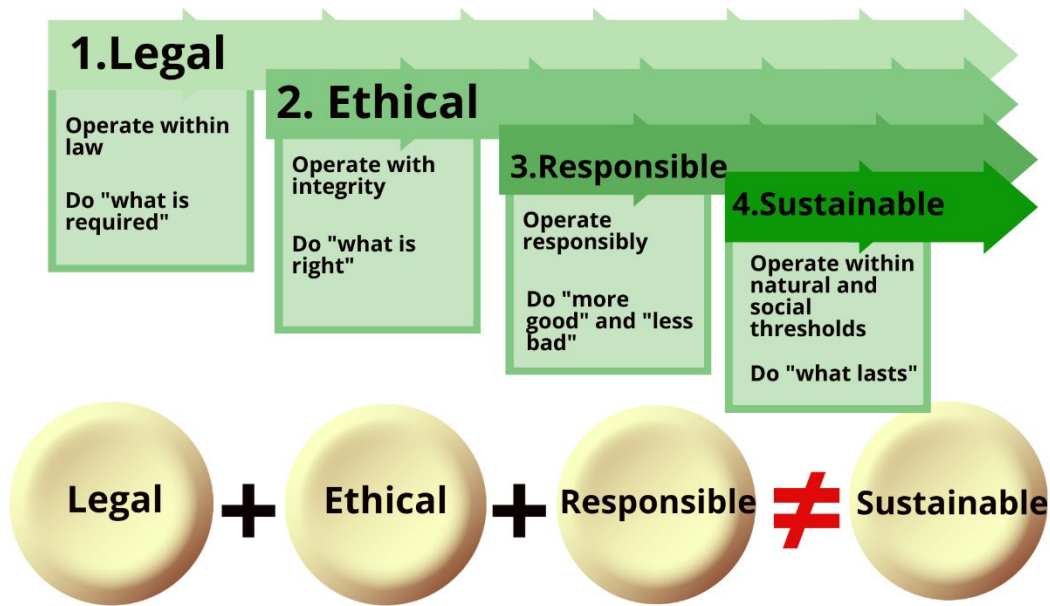 1.Legal
Operate within
law
Do "what is
required"
2. Ethical
Operate with
integrity
Do "what is
right"
3.Responsible
Operate
responsibly
Do "more
good" and "less
bad"
4.Sustainable
Operate within
natural and
social
thresholds
Do "what lasts"
Legal + Ethical + Responsible ≠ Sustainable